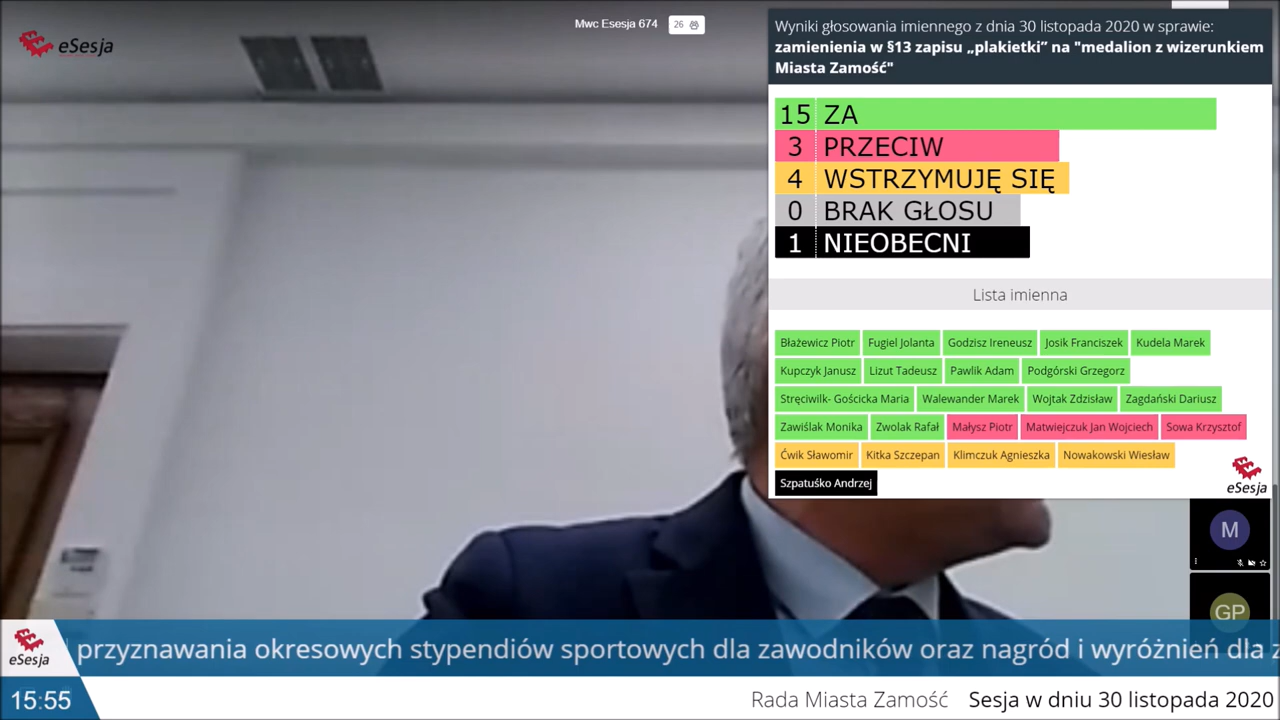 eSesja
Mwc Esesja 674
26
Wyniki głosowania imiennego z dnia 30 listopada 2020 w sprawie:
zamienienia w §13 zapisu „plakietki” na "medalion z wizerunkiem
Miasta Zamość"
15 ZA
3 PRZECIW
4 WSTRZYMUJĘ SIĘ
0 BRAK GŁOSU
1 NIEOBECNI
Lista imienna
Błażewicz Piotr Fugiel Jolanta Godzisz Ireneusz Josik Franciszek Kudela Marek
Kupczyk Janusz Lizut Tadeusz Pawlik Adam Podgórski Grzegorz
Stręciwilk- Gościcka Maria Walewander Marek Wojtak Zdzisław Zagdański Dariusz
Zawiślak Monika Zwolak Rafał Małysz Piotr Matwiejczuk Jan Wojciech Sowa Krzysztof
Ćwik Sławomir Kitka Szczepan Klimczuk Agnieszka Nowakowski Wiesław
Szpatuśko Andrzej
eSesja
M
GP
eSesja
przyznawania okresowych stypendiów sportowych dla zawodników oraz nagród i wyróżnień dla z
15:55
Rada Miasta Zamość Sesja w dniu 30 listopada 2020